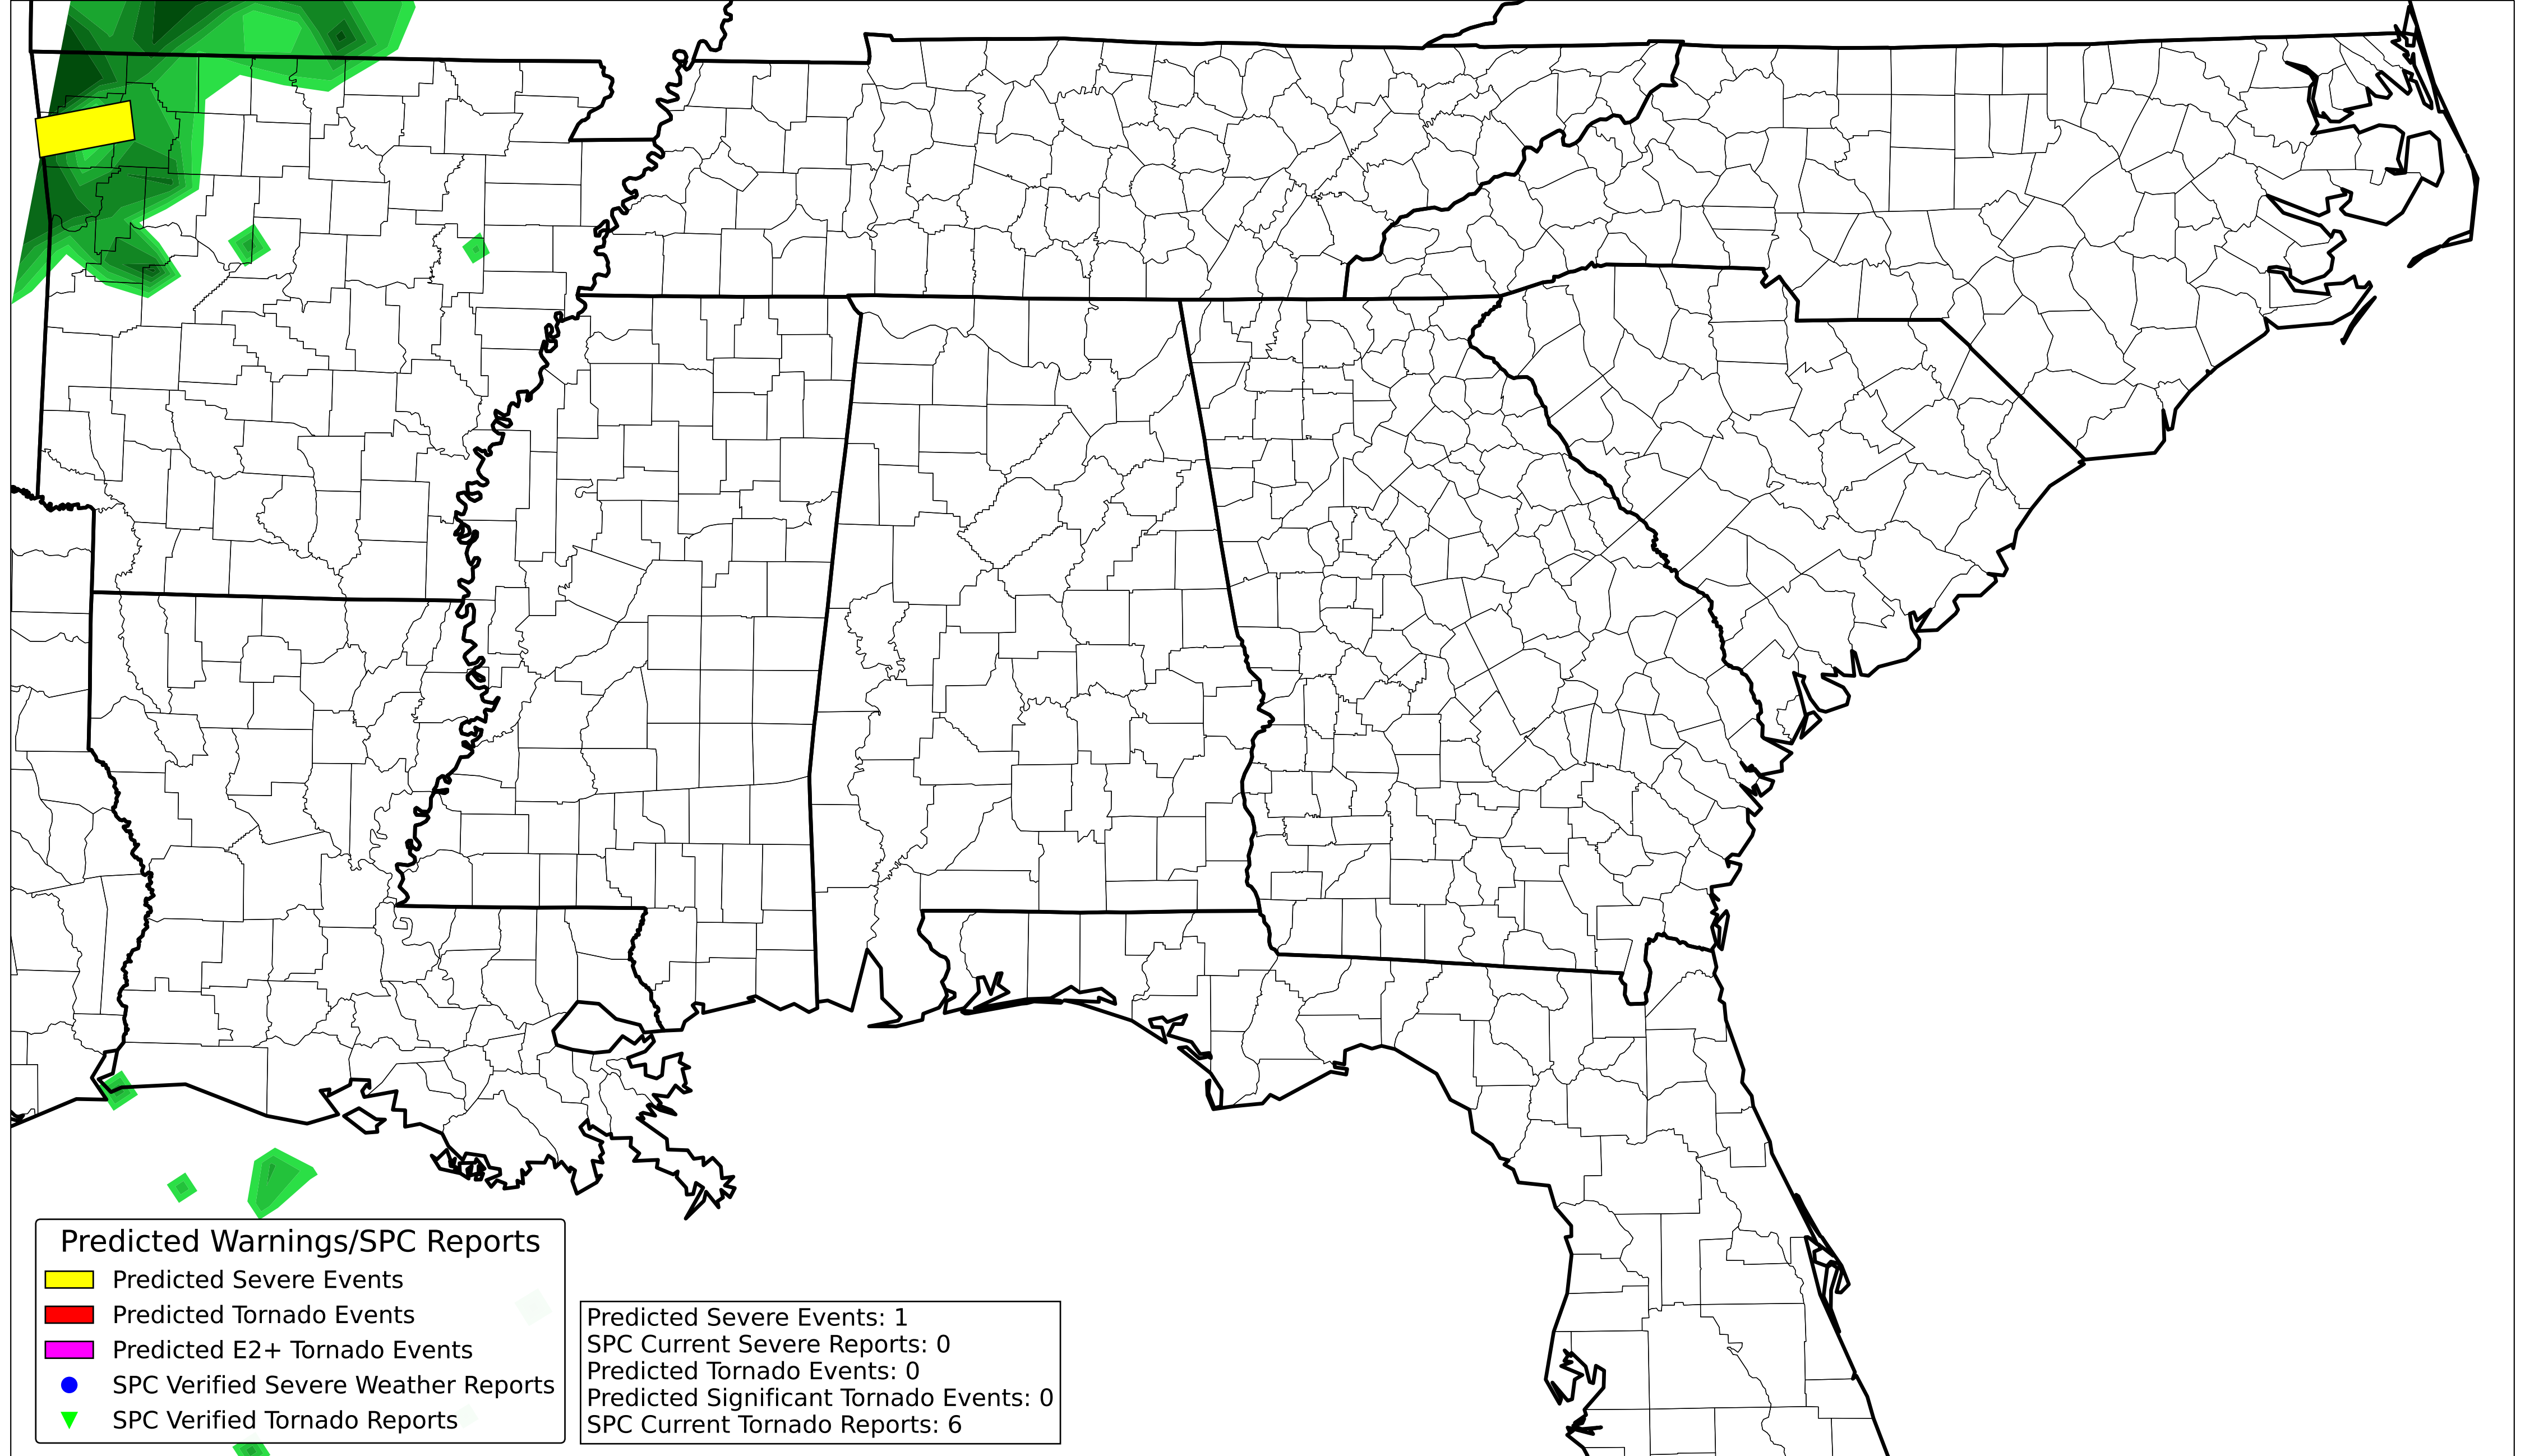 Predicted Warnings/SPC Reports
Predicted Severe Events
Predicted Tornado Events
Predicted E2+ Tornado Events
SPC Verified Severe Weather Reports
SPC Verified Tornado Reports
Predicted Severe Events: 1
SPC Current Severe Reports: 0
Predicted Tornado Events: 0
Predicted Significant Tornado Events: 0
SPC Current Tornado Reports: 6